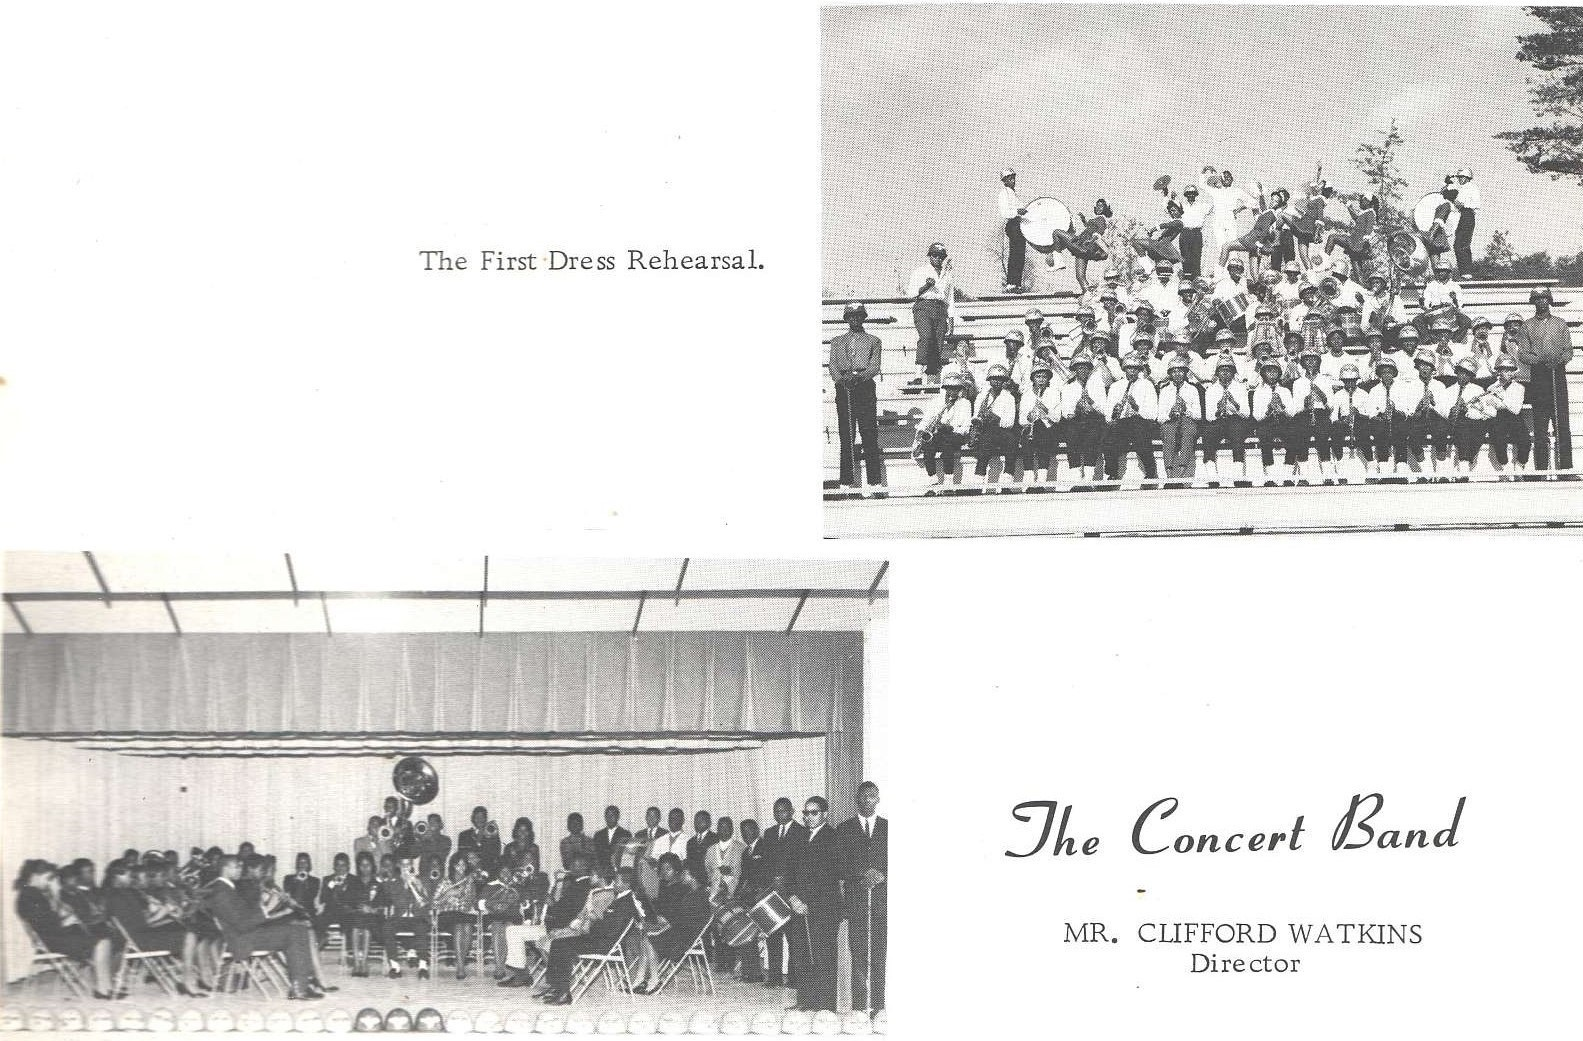 The First Dress Rehearsal.
The Concert Band
MR. CLIFFORD WATKINS
Director